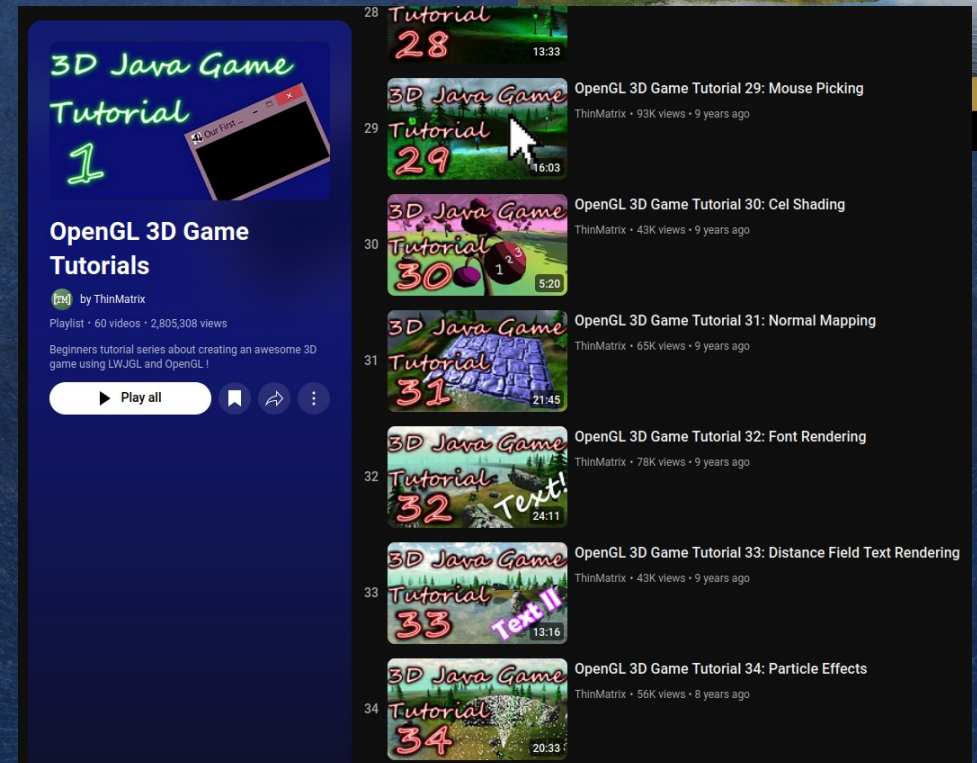 3D Java Game
Tutorial
1
Our First ...
OpenGL 3D Game
Tutorials
[TM]
by ThinMatrix
Playlist • 60 videos • 2,805,308 views
Beginners tutorial series about creating an awesome 3D
game using LWJGL and OpenGL !
Play all
28
Tutorial
28
13:33
29
3D Java Game
Tutorial
29
16:03
OpenGL 3D Game Tutorial 29: Mouse Picking
ThinMatrix • 93K views • 9 years ago
30
3D Java Game
Tutorial
30
1 2 3
5:20
OpenGL 3D Game Tutorial 30: Cel Shading
ThinMatrix • 43K views • 9 years ago
31
3D Java Game
Tutorial
31
21:45
OpenGL 3D Game Tutorial 31: Normal Mapping
ThinMatrix • 65K views • 9 years ago
32
3D Java Game
Tutorial
32
Text!
24:11
OpenGL 3D Game Tutorial 32: Font Rendering
ThinMatrix • 78K views • 9 years ago
33
3D Java Game
Tutorial
33
Text II
13:16
OpenGL 3D Game Tutorial 33: Distance Field Text Rendering
ThinMatrix • 43K views • 9 years ago
34
3D Java Game
Tutorial
34
20:33
OpenGL 3D Game Tutorial 34: Particle Effects
ThinMatrix • 56K views • 8 years ago